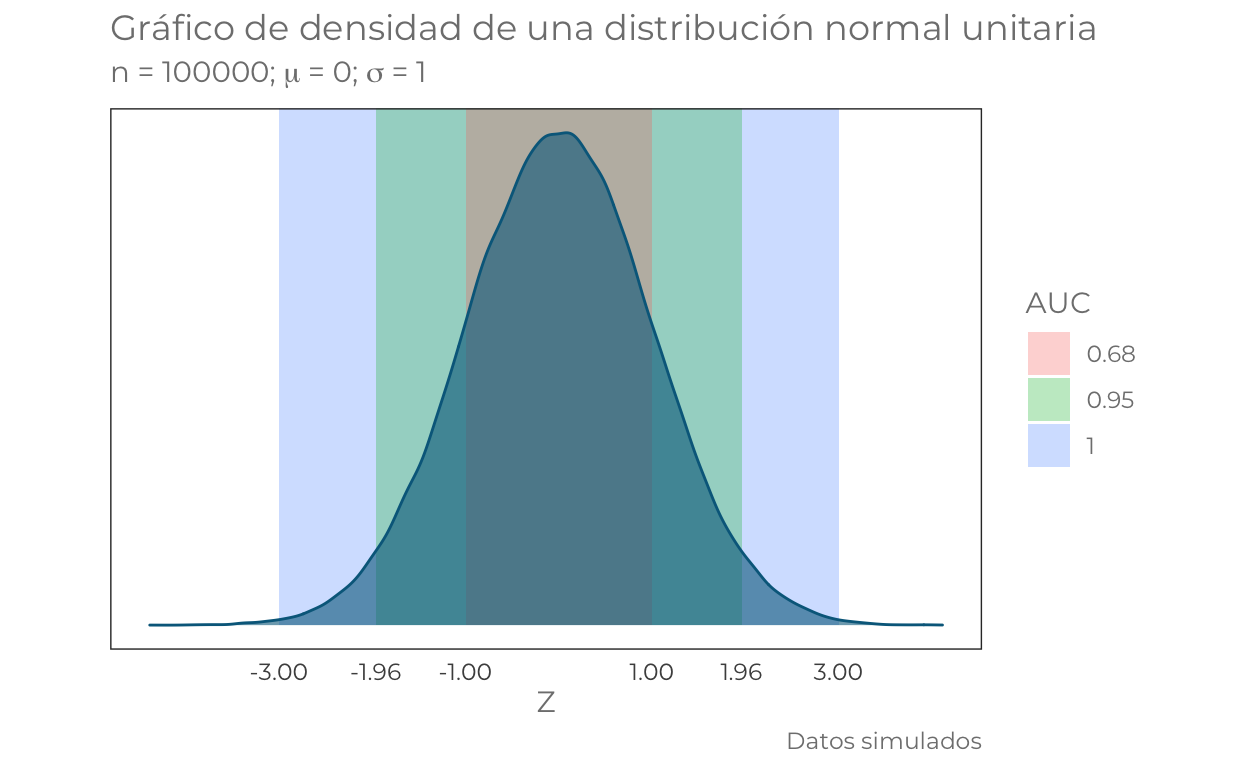 Gráfico de densidad de una distribución normal unitaria
n = 100000; μ = 0; σ = 1
AUC
0.68
0.95
1
-3.00 -1.96 -1.00 1.00 1.96 3.00
Z
Datos simulados